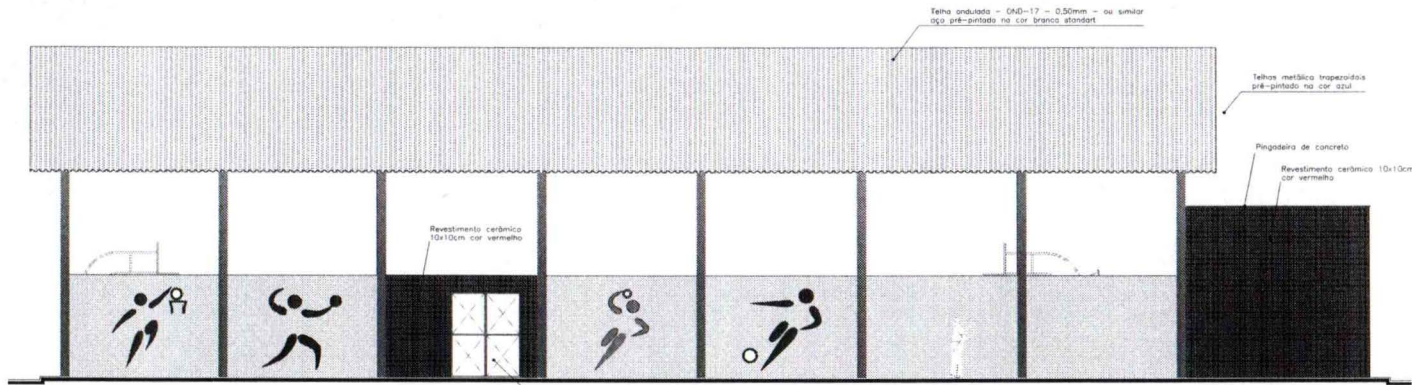 Telha ondulada - OND-17 - 0,50mm - ou similar
aço pré-pintado na cor branca standart
Telhas metálica trapezoidais
pré-pintado na cor azul
Pingadeira de concreto
Revestimento cerâmico 10x10cm
cor vermelho
Revestimento cerâmico
10x10cm cor vermelho